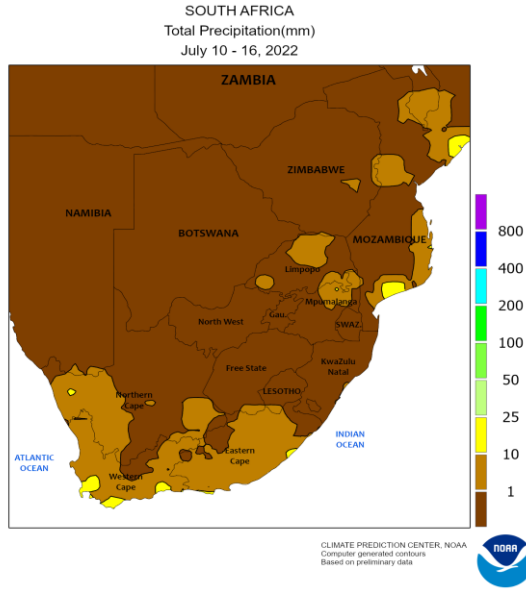 SOUTH AFRICA
Total Precipitation(mm)
July 10 - 16, 2022
ZAMBIA
ZIMBABWE
NAMIBIA
BOTSWANA
MOZAMBIQUE
Limpopo
Mpumalanga
North West
Gau.
SWAZ.
Free State
KwaZulu
Natal
LESOTHO
Northern
Cape
Eastern
Cape
Western
Cape
ATLANTIC
OCEAN
INDIAN
OCEAN
800
400
200
100
50
25
10
1
CLIMATE PREDICTION CENTER, NOAA
Computer generated contours
Based on preliminary data
NOAA